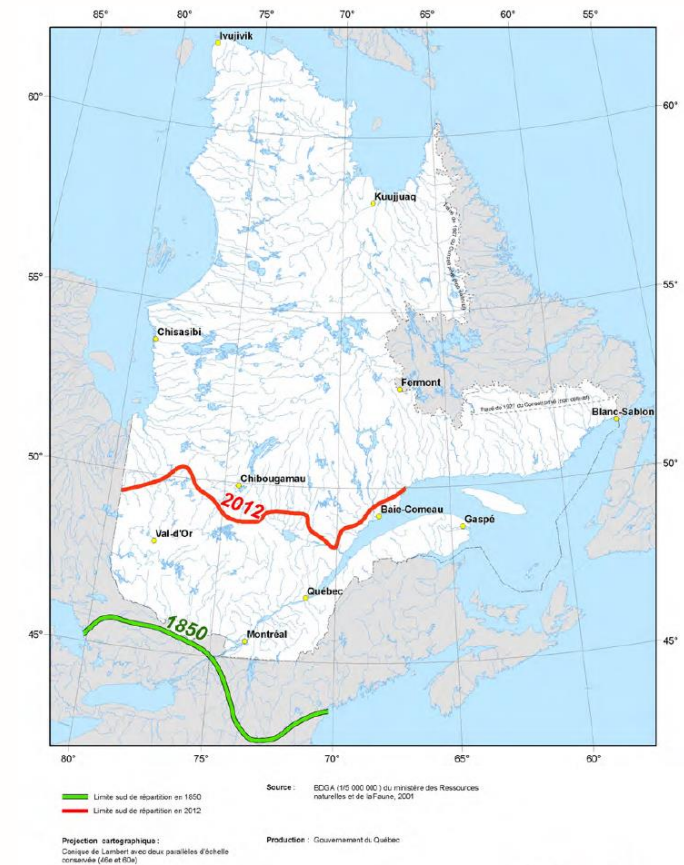 85° 80° 75° 70° 65° 60°
Ivujivik
60° 60°
Kuujjuaq
55° 55°
Chisasibi
Fermont
Blanc-Sablon
50° 50°
Chibougamau
2012
Baie-Comeau
Gaspé
Val-d'Or
Québec
1850
45° 45°
Montréal
80° 75° 70° 65° 60°
Limite sud de répartition en 1850
Limite sud de répartition en 2012
Source : BDGA (1/5 000 000 ) du ministère des Ressources
naturelles et de la Faune, 2001
Projection cartographique :
Conique de Lambert avec deux parallèles d'échelle
conservée (46e et 60e)
Production : Gouvernement du Québec